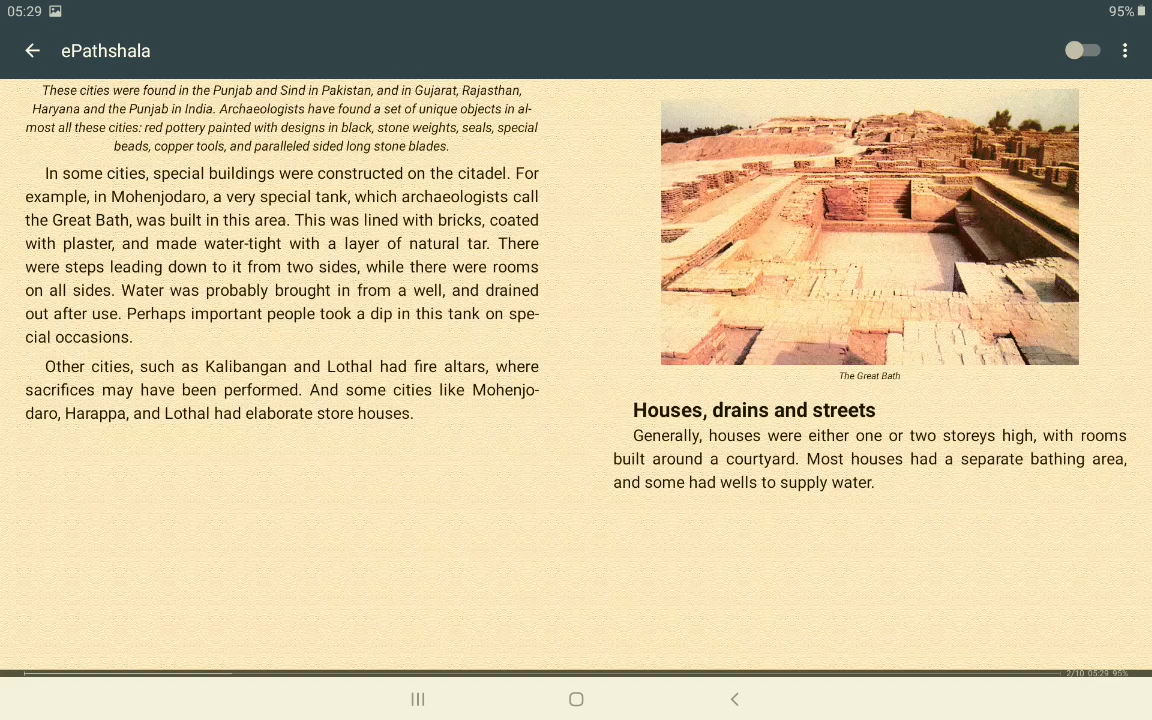 05:29
95%
ePathshala
These cities were found in the Punjab and Sind in Pakistan, and in Gujarat, Rajasthan,
Haryana and the Punjab in India. Archaeologists have found a set of unique objects in al-
most all these cities: red pottery painted with designs in black, stone weights, seals, special
beads, copper tools, and paralleled sided long stone blades.
In some cities, special buildings were constructed on the citadel. For
example, in Mohenjodaro, a very special tank, which archaeologists call
the Great Bath, was built in this area. This was lined with bricks, coated
with plaster, and made water-tight with a layer of natural tar. There
were steps leading down to it from two sides, while there were rooms
on all sides. Water was probably brought in from a well, and drained
out after use. Perhaps important people took a dip in this tank on spe-
cial occasions.
Other cities, such as Kalibangan and Lothal had fire altars, where
sacrifices may have been performed. And some cities like Mohenjo-
daro, Harappa, and Lothal had elaborate store houses.
The Great Bath
Houses, drains and streets
Generally, houses were either one or two storeys high, with rooms
built around a courtyard. Most houses had a separate bathing area,
and some had wells to supply water.
2/10 05:29 95%